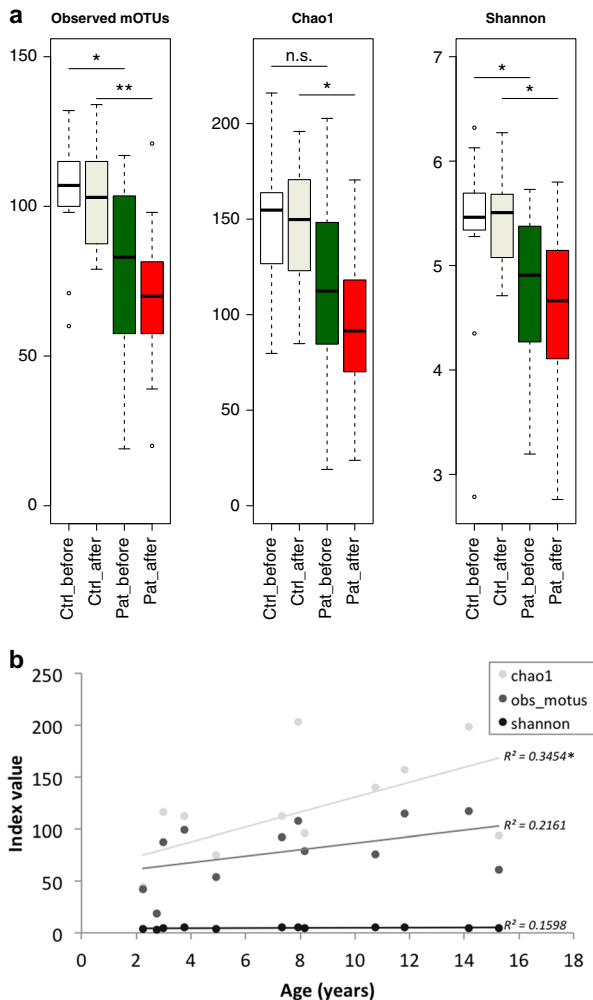 a
Observed mOTUs
Chao1
Shannon
150
100
50
0
*
**
200
150
100
50
0
n.s.
*
7
6
5
4
3
*
*
Ctrl_before
Ctrl_after
Pat_before
Pat_after
Ctrl_before
Ctrl_after
Pat_before
Pat_after
Ctrl_before
Ctrl_after
Pat_before
Pat_after
b
Index value
250
200
150
100
50
0
chao1
obs_motus
shannon
R² = 0.3454*
R² = 0.2161
R² = 0.1598
0 2 4 6 8 10 12 14 16 18
Age (years)